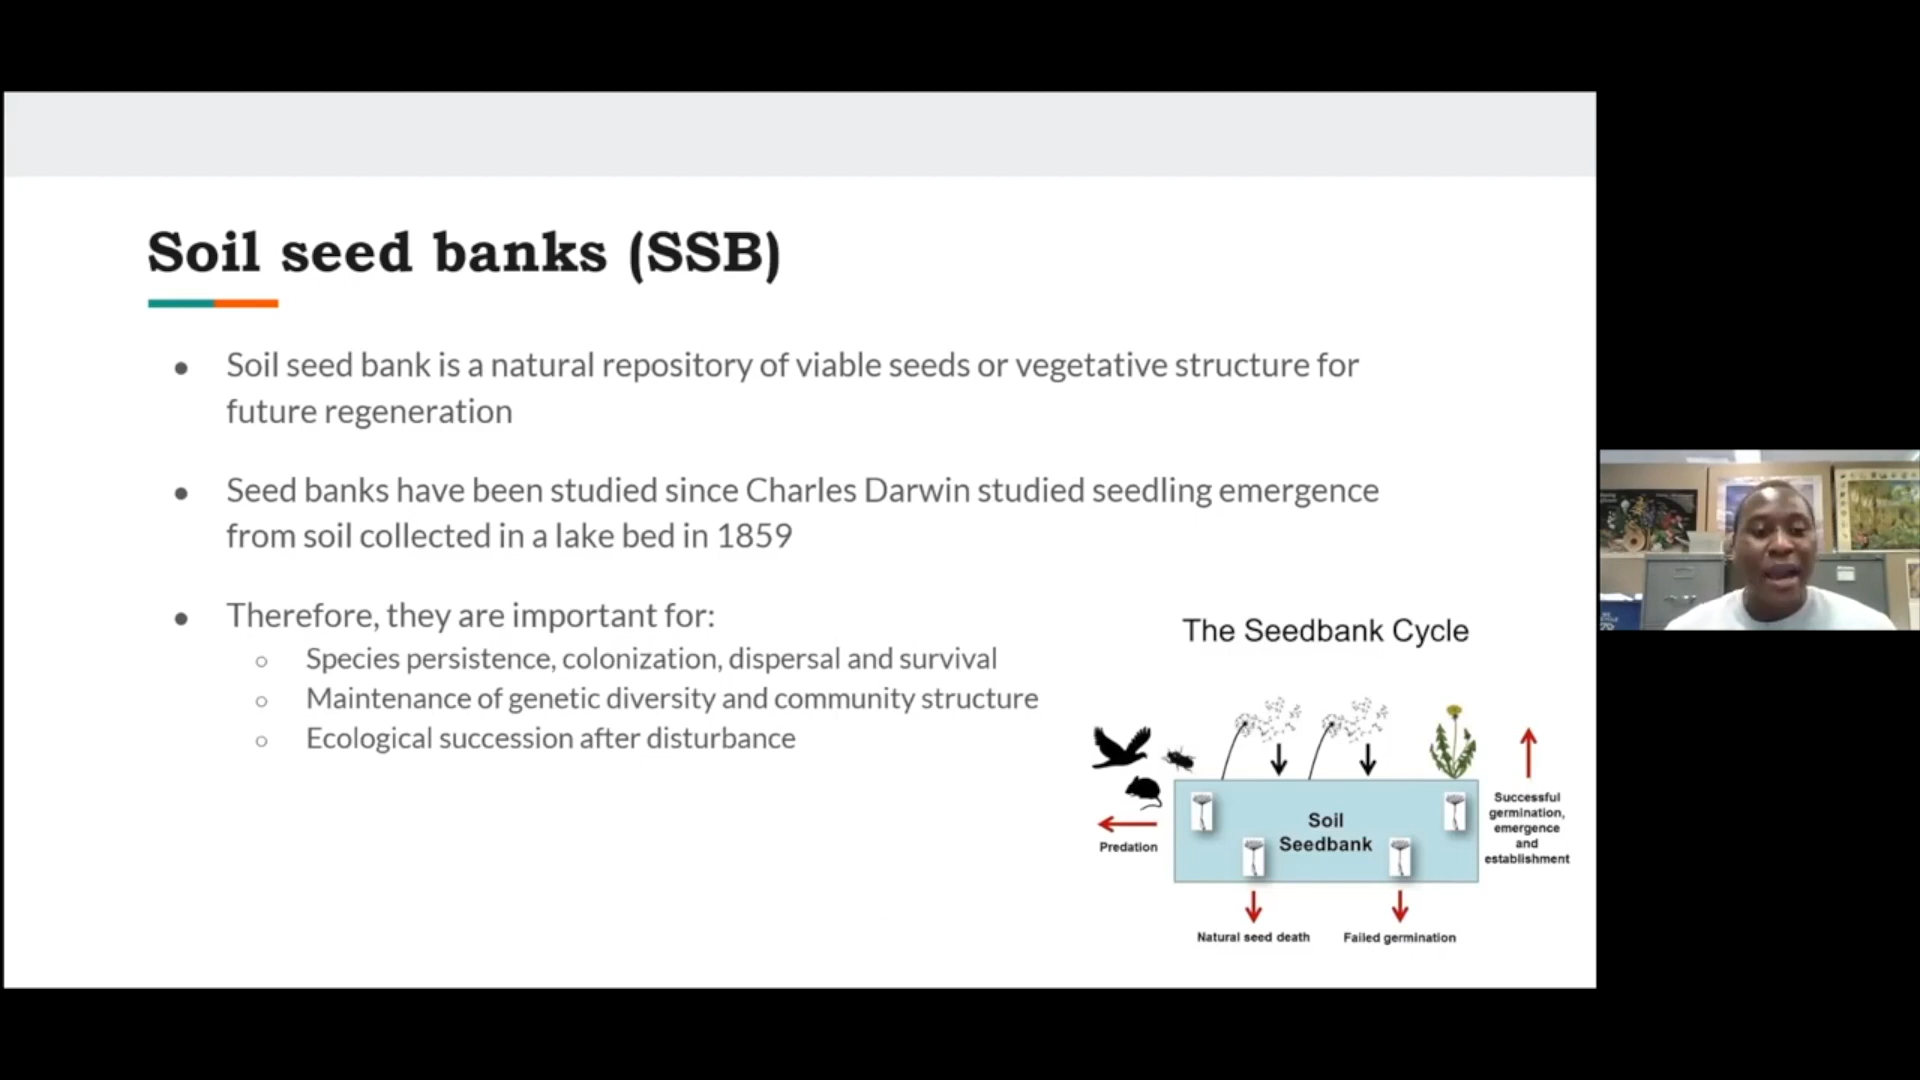 Soil seed banks (SSB)
● Soil seed bank is a natural repository of viable seeds or vegetative structure for
future regeneration
● Seed banks have been studied since Charles Darwin studied seedling emergence
from soil collected in a lake bed in 1859
● Therefore, they are important for:
○ Species persistence, colonization, dispersal and survival
○ Maintenance of genetic diversity and community structure
○ Ecological succession after disturbance
The Seedbank Cycle
Predation
Soil
Seedbank
Successful
germination,
emergence
and
establishment
Natural seed death
Failed germination